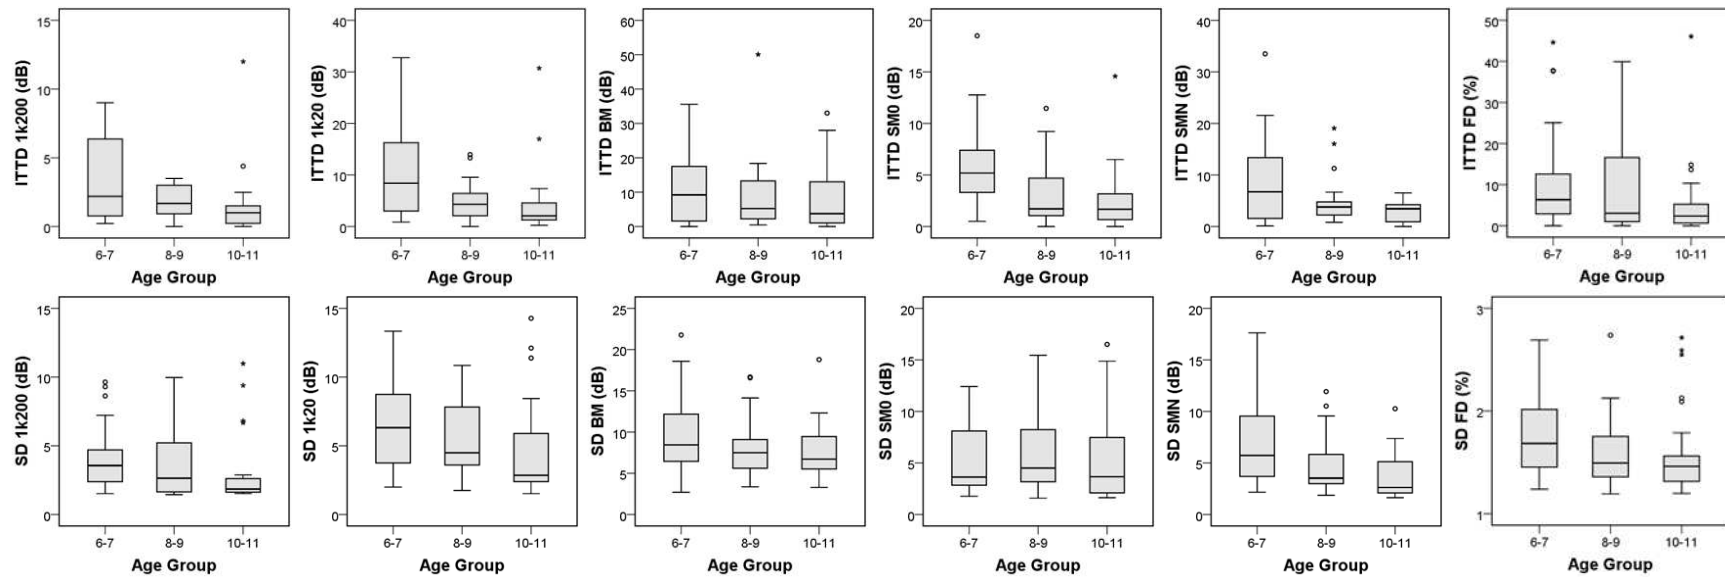 ITTD 1k200 (dB)
15
10
5
0
6-7 8-9 10-11
Age Group
ITTD 1k20 (dB)
40
30
20
10
0
6-7 8-9 10-11
Age Group
ITTD BM (dB)
60
50
40
30
20
10
0
6-7 8-9 10-11
Age Group
ITTD SM0 (dB)
20
15
10
5
0
6-7 8-9 10-11
Age Group
ITTD SMN (dB)
40
30
20
10
0
6-7 8-9 10-11
Age Group
ITTD FD (%)
50
40
30
20
10
0
6-7 8-9 10-11
Age Group
SD 1k200 (dB)
15
10
5
0
6-7 8-9 10-11
Age Group
SD 1k20 (dB)
15
10
5
0
6-7 8-9 10-11
Age Group
SD BM (dB)
25
20
15
10
5
0
6-7 8-9 10-11
Age Group
SD SM0 (dB)
20
15
10
5
0
6-7 8-9 10-11
Age Group
SD SMN (dB)
20
15
10
5
0
6-7 8-9 10-11
Age Group
SD FD (%)
3
2
1
6-7 8-9 10-11
Age Group